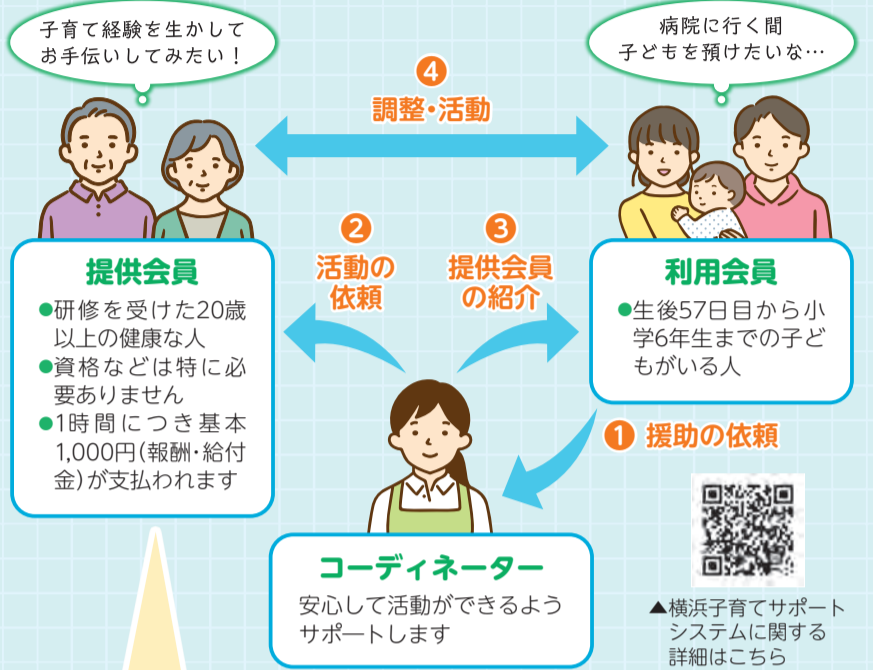 子育て経験を生かして
お手伝いしてみたい！
病院に行く間
子どもを預けたいな…
❹
調整・活動
❷
活動の
依頼
❸
提供会員
の紹介
提供会員
●研修を受けた20歳
以上の健康な人
●資格などは特に必
要ありません
●1時間につき基本
1,000円（報酬・給付
金）が支払われます
利用会員
●生後57日目から小
学6年生までの子ど
もがいる人
❶ 援助の依頼
コーディネーター
安心して活動ができるよう
サポートします
▲横浜子育てサポート
システムに関する
詳細はこちら